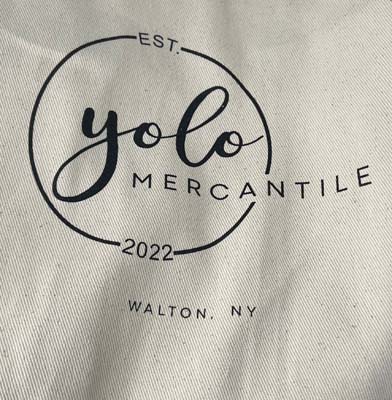 EST.
yolo
MERCANTILE
2022
WALTON, NY